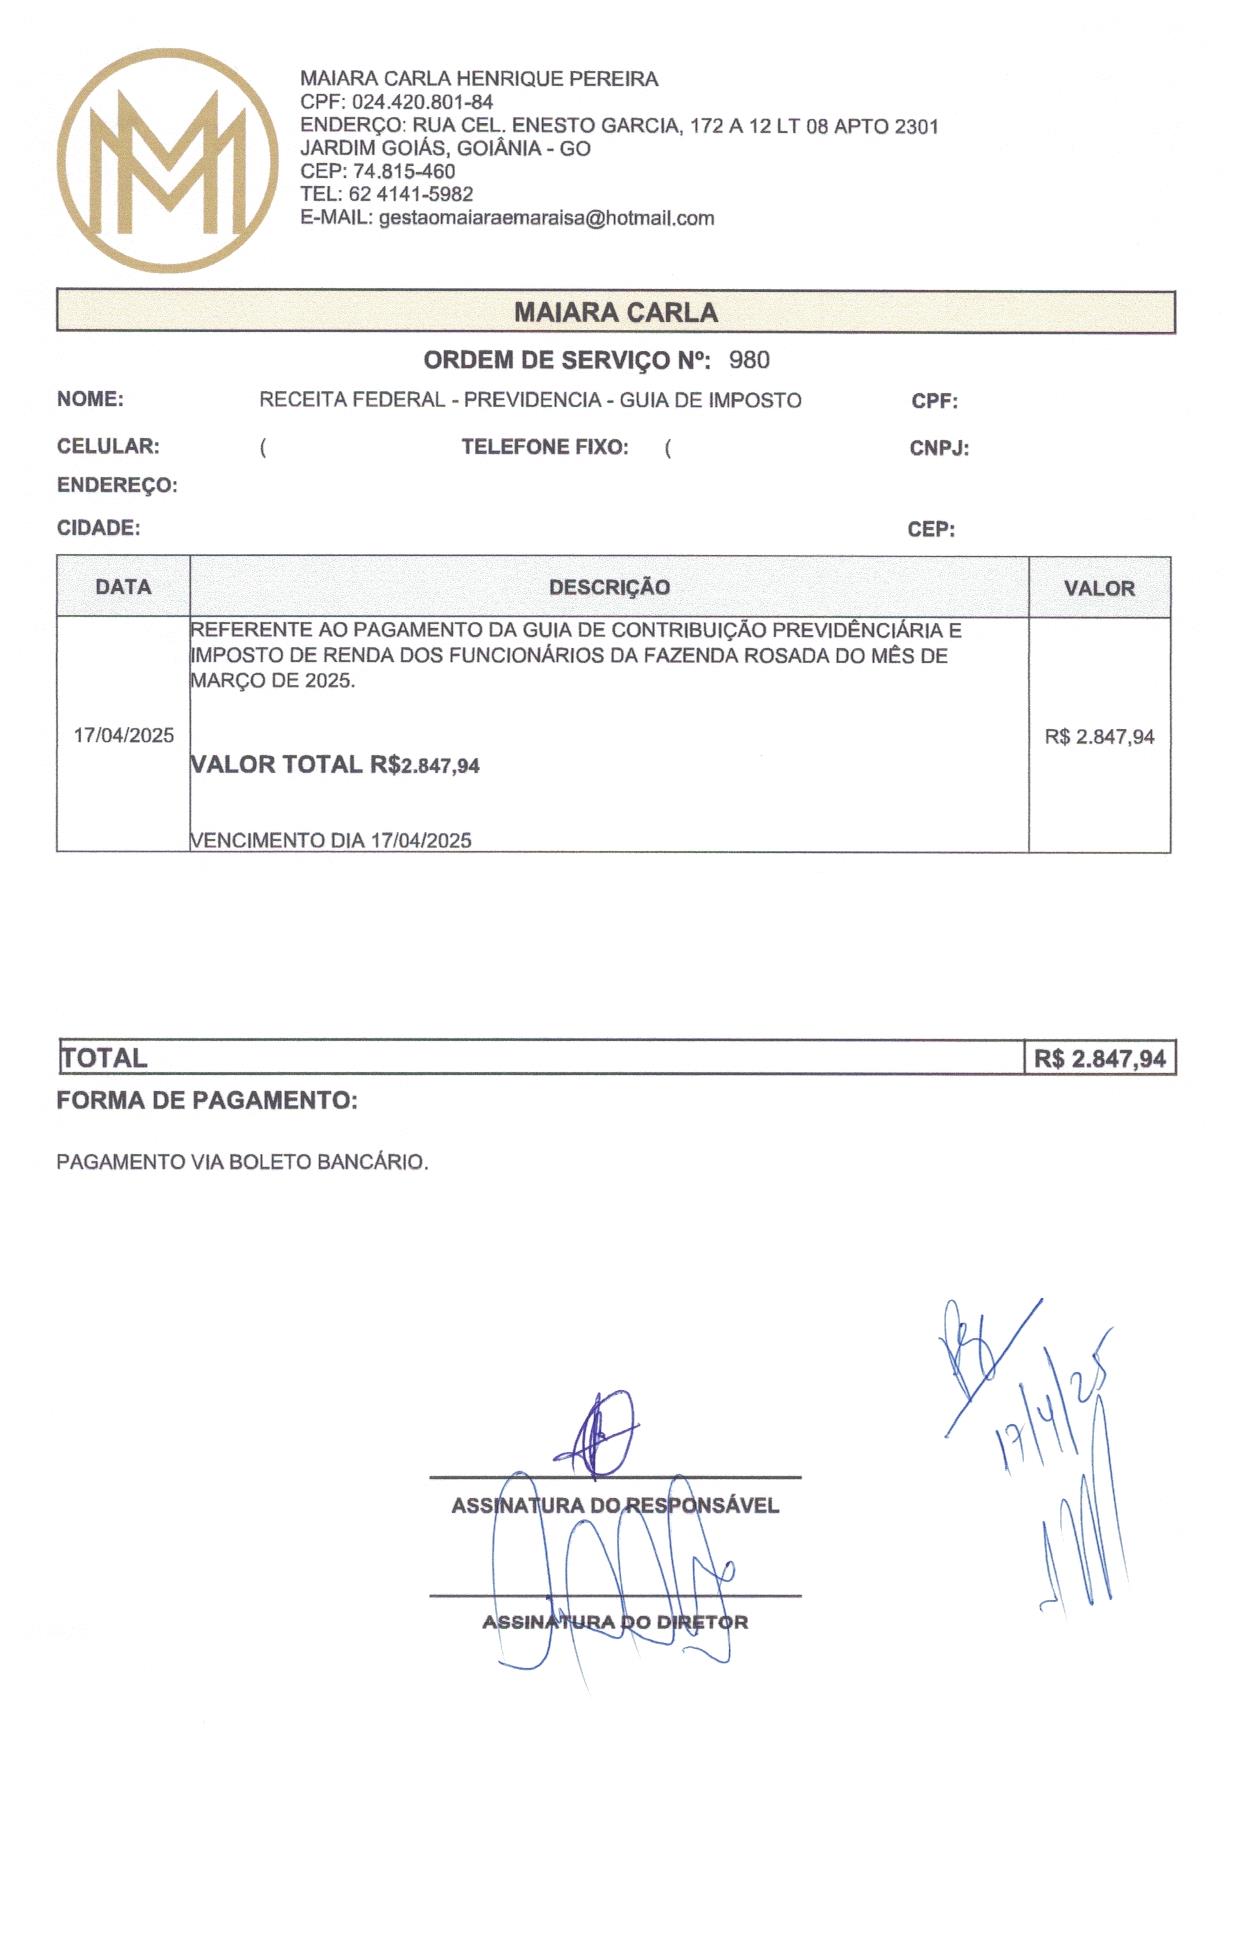 MAIARA CARLA HENRIQUE PEREIRA
CPF: 024.420.801-84
ENDERÇO: RUA CEL. ENESTO GARCIA, 172 A 12 LT 08 APTO 2301
JARDIM GOIÁS, GOIÂNIA - GO
CEP: 74.815-460
TEL: 62 4141-5982
E-MAIL: gestaomaiaraemaraisa@hotmail.com
MAIARA CARLA
ORDEM DE SERVIÇO Nº: 980
NOME: RECEITA FEDERAL - PREVIDENCIA - GUIA DE IMPOSTO CPF:
CELULAR: ( TELEFONE FIXO: ( CNPJ:
ENDEREÇO:
CIDADE: CEP:
DATA DESCRIÇÃO VALOR
REFERENTE AO PAGAMENTO DA GUIA DE CONTRIBUIÇÃO PREVIDÊNCIÁRIA E
IMPOSTO DE RENDA DOS FUNCIONÁRIOS DA FAZENDA ROSADA DO MÊS DE
MARÇO DE 2025.
17/04/2025 R$ 2.847,94
VALOR TOTAL R$2.847,94
VENCIMENTO DIA 17/04/2025
TOTAL R$ 2.847,94
FORMA DE PAGAMENTO:
PAGAMENTO VIA BOLETO BANCÁRIO.
17/4/25
ASSINATURA DO RESPONSÁVEL
ASSINATURA DO DIRETOR